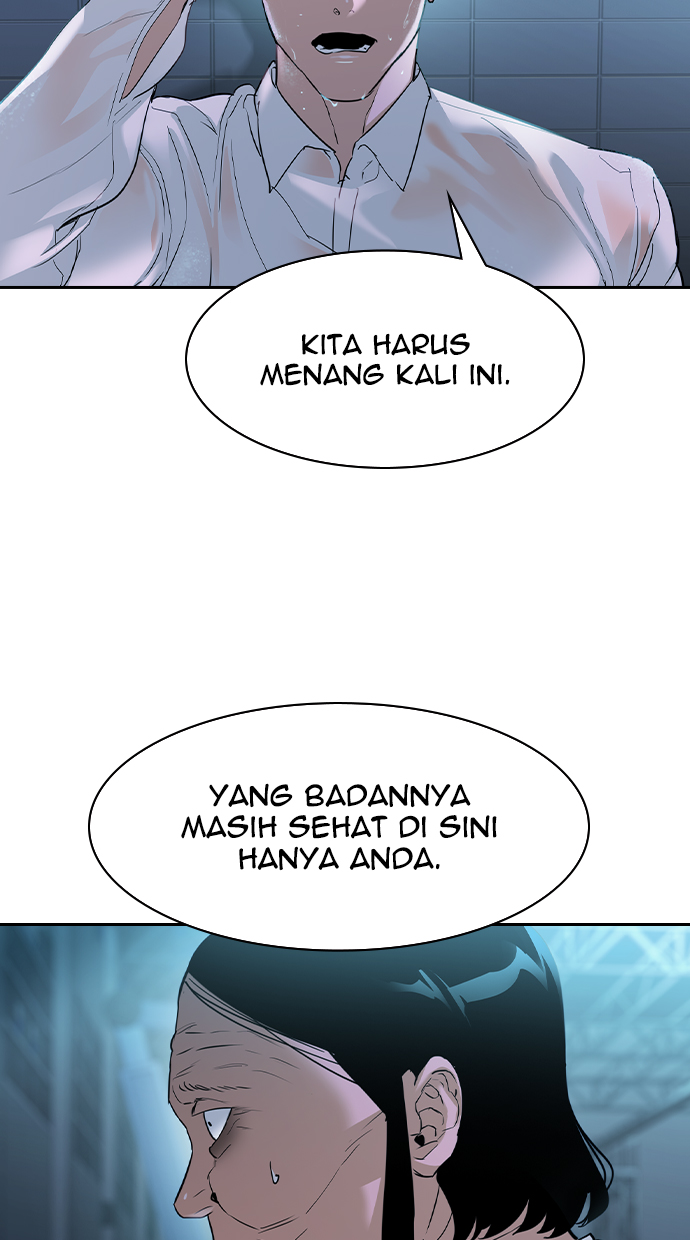 KITA HARUS
MENANG KALI INI.
YANG BADANNYA
MASIH SEHAT DI SINI
HANYA ANDA.